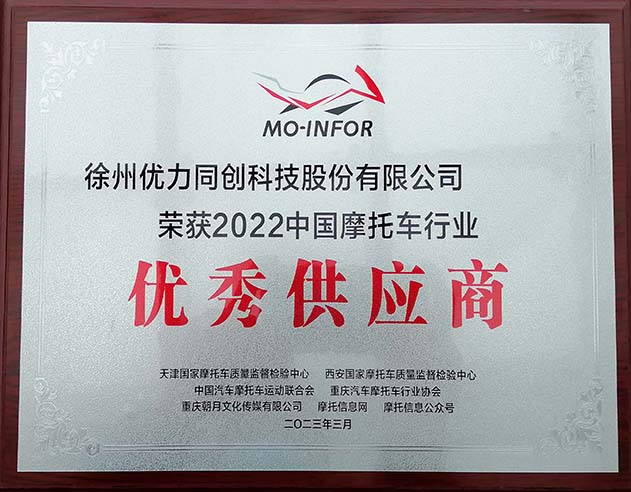 MO-INFOR
徐州优力同创科技股份有限公司
荣获2022中国摩托车行业
优秀供应商
天津国家摩托车质量监督检验中心 西安国家摩托车质量监督检验中心
中国汽车摩托车运动联合会 重庆汽车摩托车行业协会
重庆朝月文化传媒有限公司 摩托信息网 摩托信息公众号
二〇二三年三月